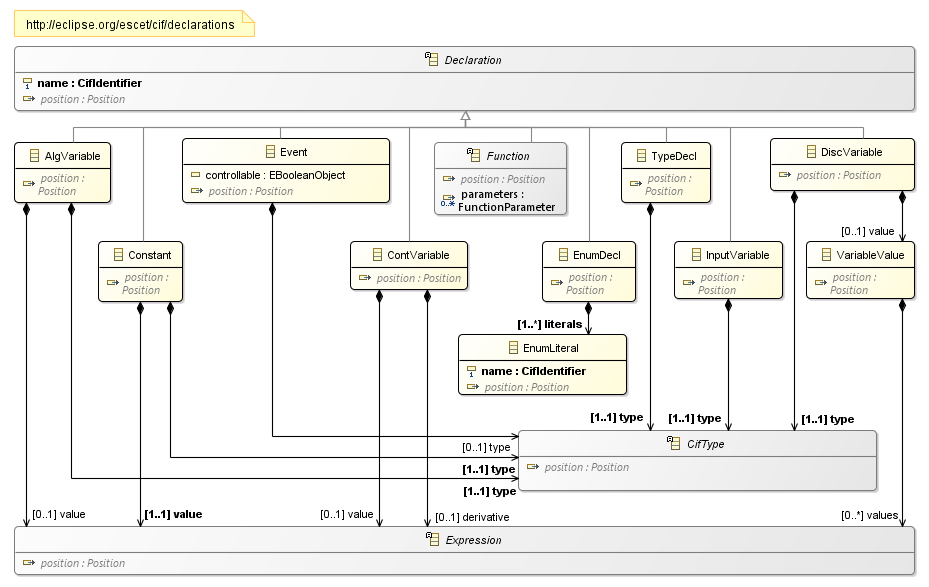 http://eclipse.org/escet/cif/declarations
Declaration
name : CifIdentifier
position : Position
AlgVariable
position :
Position
Event
controllable : EBooleanObject
position : Position
Function
position : Position
parameters :
0..*
FunctionParameter
TypeDecl
position :
Position
DiscVariable
position : Position
[0..1] value
Constant
position :
Position
ContVariable
position : Position
EnumDecl
position :
Position
InputVariable
position :
Position
VariableValue
position :
Position
[1..*] literals
EnumLiteral
name : CifIdentifier
position : Position
[1..1] type
[1..1] type
[1..1] type
CifType
position : Position
[0..1] type
[1..1] type
[1..1] type
[0..1] value
[1..1] value
[0..1] value
[0..1] derivative
[0..*] values
Expression
position : Position